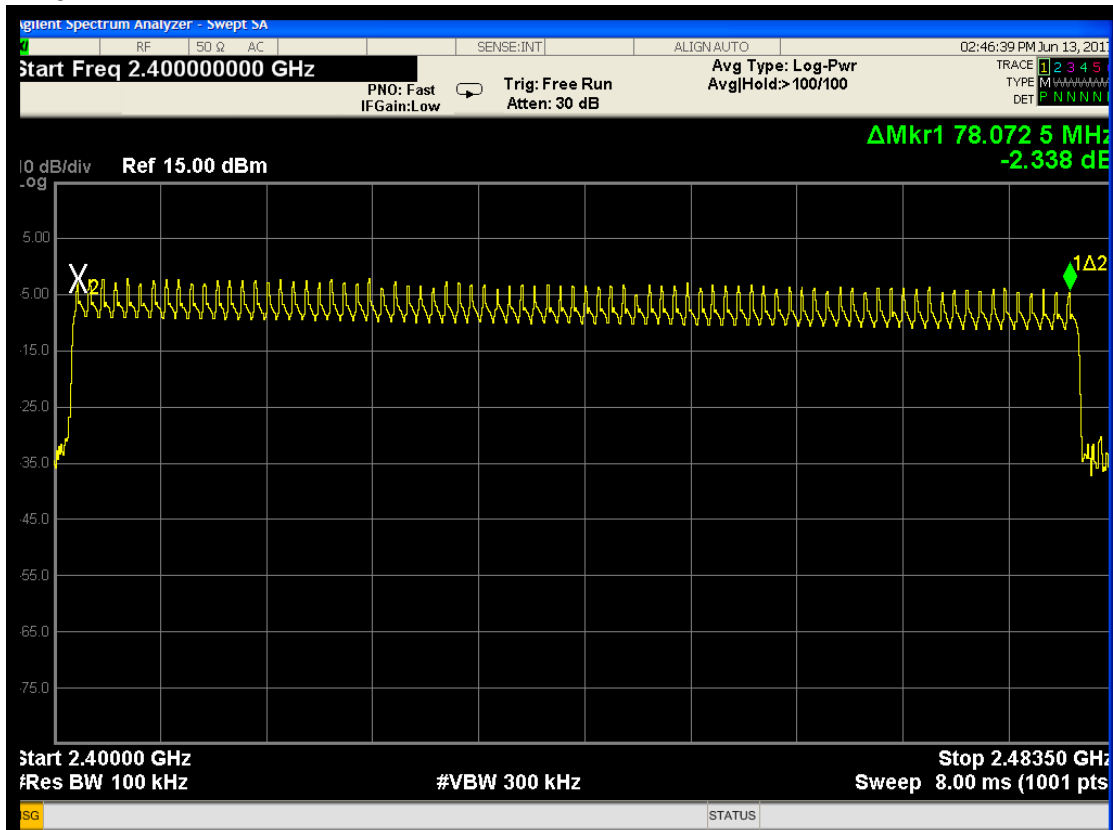 Agilent Spectrum Analyzer - Swept SA
RF 50 Ω AC SENSE:INT ALIGN AUTO 02:46:39 PM Jun 13, 201
Start Freq 2.400000000 GHz
PNO: Fast
IFGain:Low
Trig: Free Run
Atten: 30 dB
Avg Type: Log-Pwr
Avg|Hold:>100/100
TRACE 1 2 3 4 5
TYPE M
DET P N N N N
ΔMkr1 78.072 5 MHz
-2.338 dB
10 dB/div Ref 15.00 dBm
Log
5.00
-5.00
-15.0
-25.0
-35.0
-45.0
-55.0
-65.0
-75.0
X2
1Δ2
Start 2.40000 GHz Stop 2.48350 GHz
#Res BW 100 kHz #VBW 300 kHz Sweep 8.00 ms (1001 pts
MSG STATUS